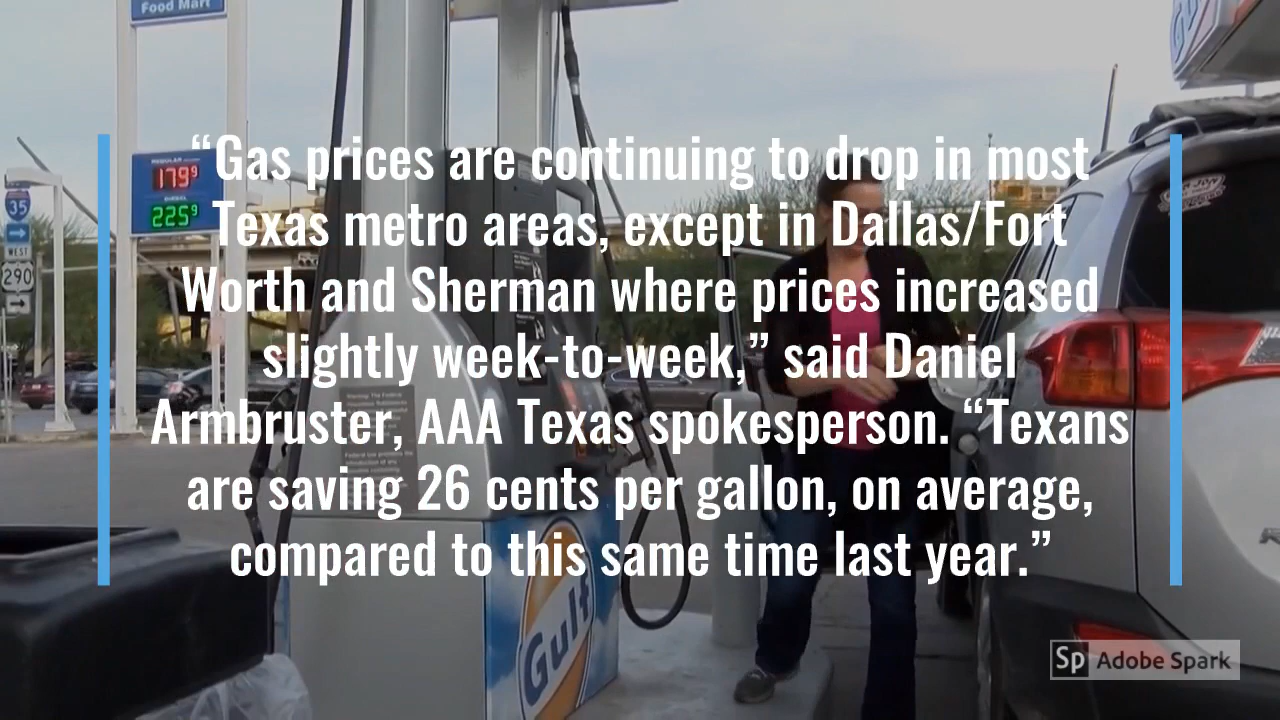 Food Mart
REGULAR
179⁹
DIESEL
225⁹
35
WEST
290
“Gas prices are continuing to drop in most
Texas metro areas, except in Dallas/Fort
Worth and Sherman where prices increased
slightly week-to-week,” said Daniel
Armbruster, AAA Texas spokesperson. “Texans
are saving 26 cents per gallon, on average,
compared to this same time last year.”
Gulf
Sp Adobe Spark